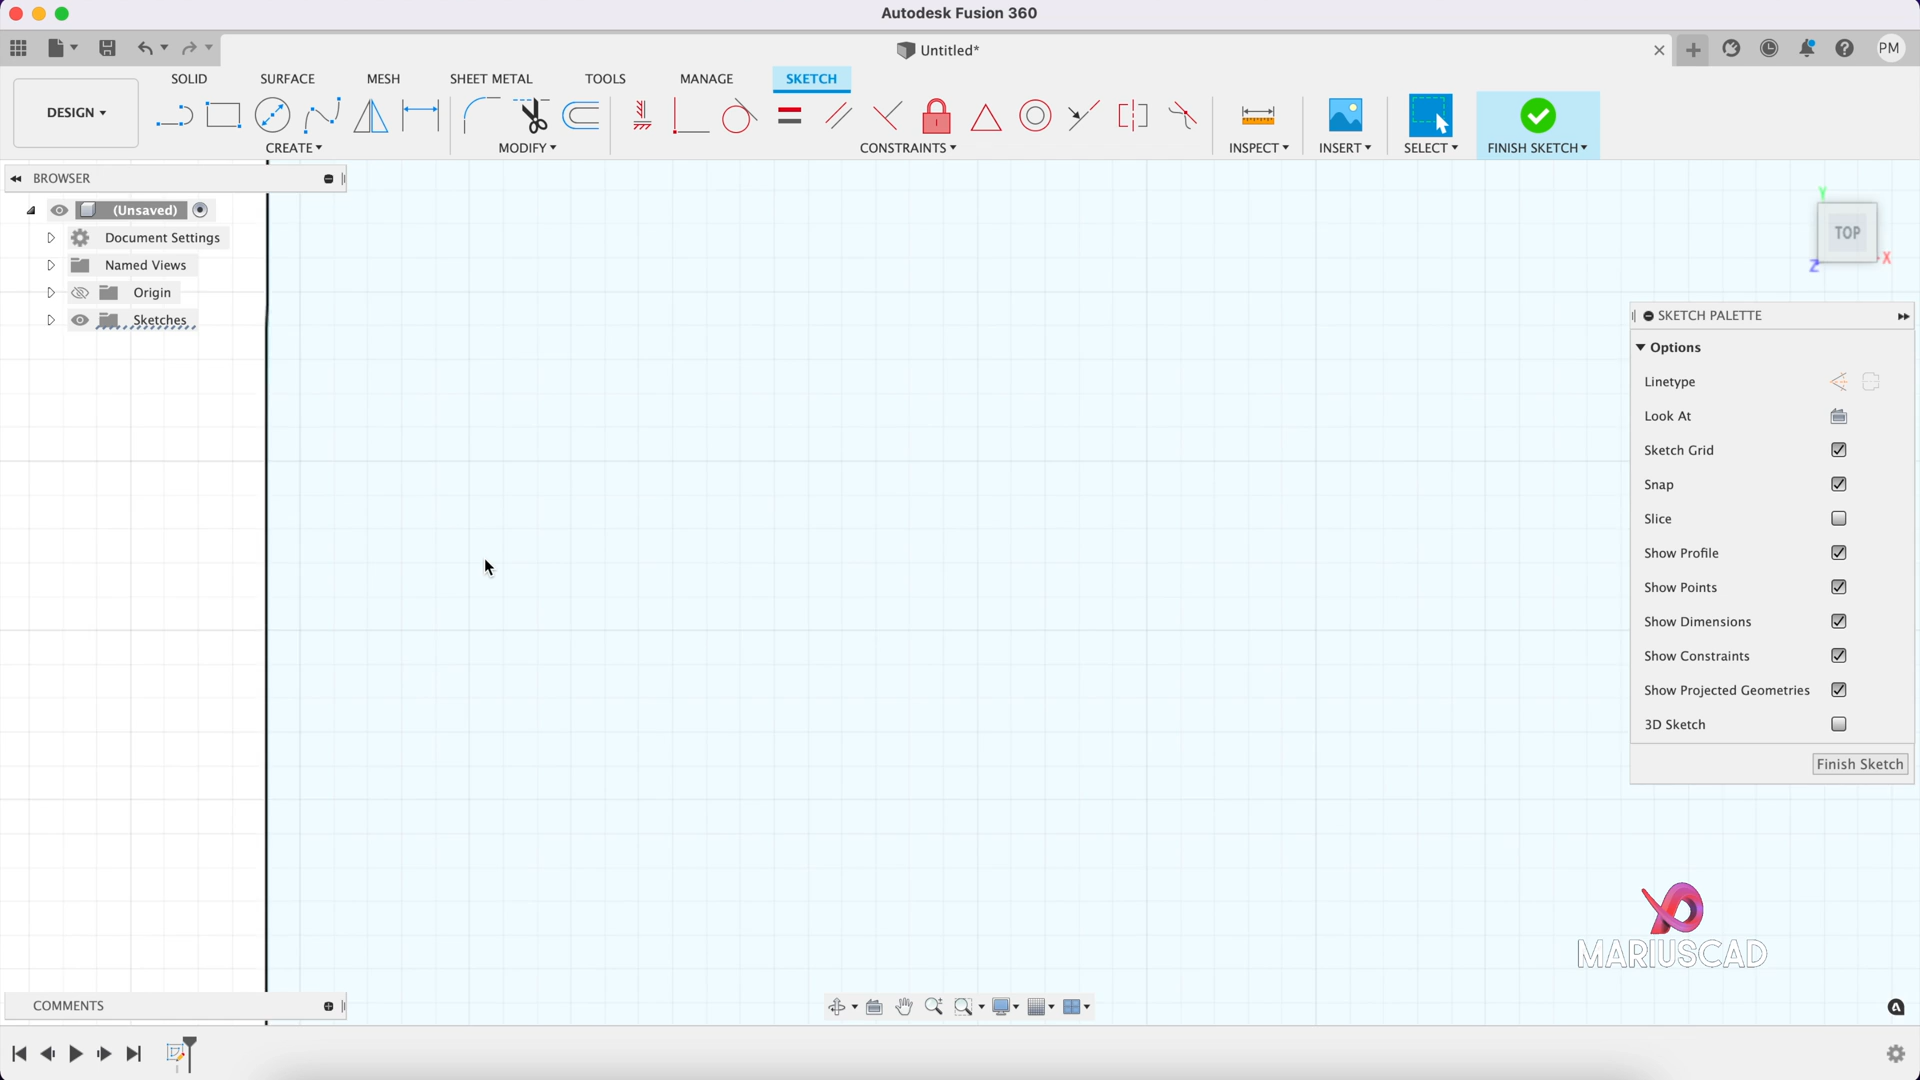 Autodesk Fusion 360
Untitled*
PM
DESIGN
SOLID SURFACE MESH SHEET METAL TOOLS MANAGE SKETCH
CREATE MODIFY CONSTRAINTS INSPECT INSERT SELECT FINISH SKETCH
BROWSER
(Unsaved)
Document Settings
Named Views
Origin
Sketches
Y
TOP
X
Z
SKETCH PALETTE
Options
Linetype
Look At
Sketch Grid
Snap
Slice
Show Profile
Show Points
Show Dimensions
Show Constraints
Show Projected Geometries
3D Sketch
Finish Sketch
MARIUSCAD
COMMENTS